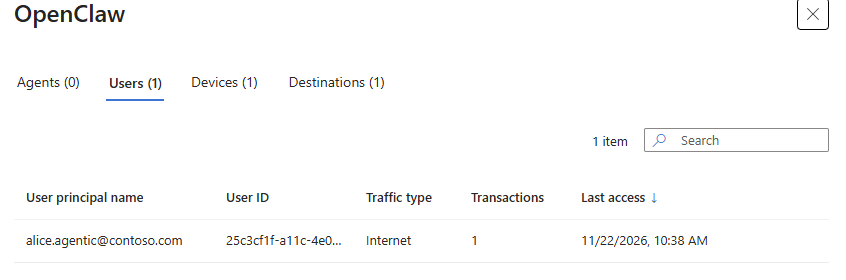 OpenClaw
Agents (0) Users (1) Devices (1) Destinations (1)
1 item Search
User principal name User ID Traffic type Transactions Last access ↓
alice.agentic@contoso.com 25c3cf1f-a11c-4e0... Internet 1 11/22/2026, 10:38 AM